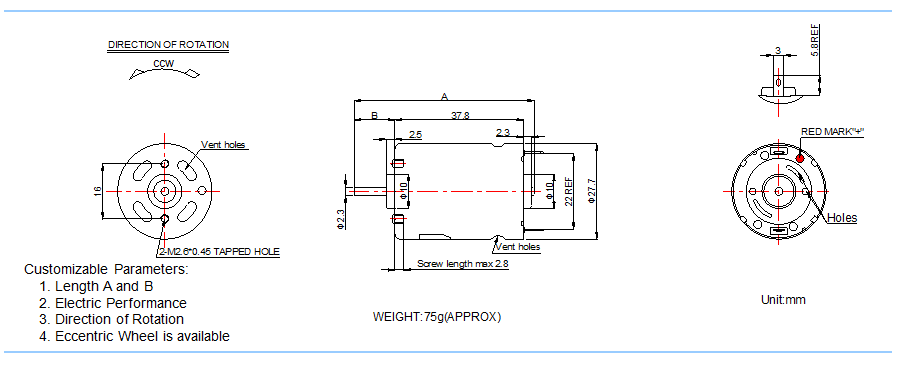 DIRECTION OF ROTATION
CCW
Vent holes
16
2-M2.6*0.45 TAPPED HOLE
Customizable Parameters:
1. Length A and B
2. Electric Performance
3. Direction of Rotation
4. Eccentric Wheel is available
A
B
37.8
2.5
2.3
Φ10
Φ10
22 REF
Φ27.7
Φ2.3
Vent holes
Screw length max 2.8
WEIGHT:75g(APPROX)
3
5.8REF
RED MARK"+"
Holes
Unit:mm